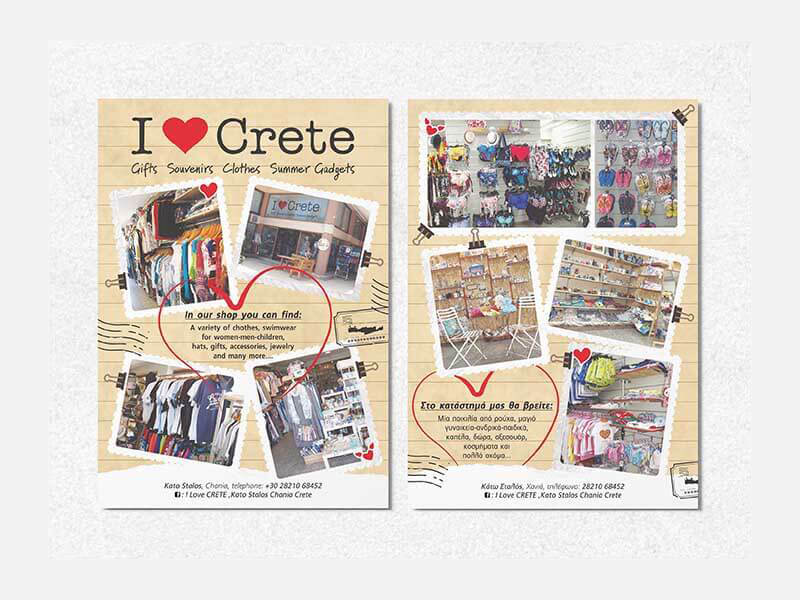 I ❤ Crete
Gifts Souvenirs Clothes Summer Gadgets
I ❤ Crete
In our shop you can find:
A variety of clothes, swimwear
for women-men-children,
hats, gifts, accessories, jewelry
and many more....
Kato Stalos, Chania, telephone: +30 28210 68452
: I Love CRETE ,Kato Stalos Chania Crete
Στο κατάστημά μας θα βρείτε:
Μία ποικιλία από ρούχα, μαγιό
γυναικεία-ανδρικά-παιδικά,
καπέλα, δώρα, αξεσουάρ,
κοσμήματα και
πολλά ακόμα...
Κάτω Σταλός, Χανιά, τηλέφωνο: 28210 68452
: I Love CRETE ,Kato Stalos Chania Crete